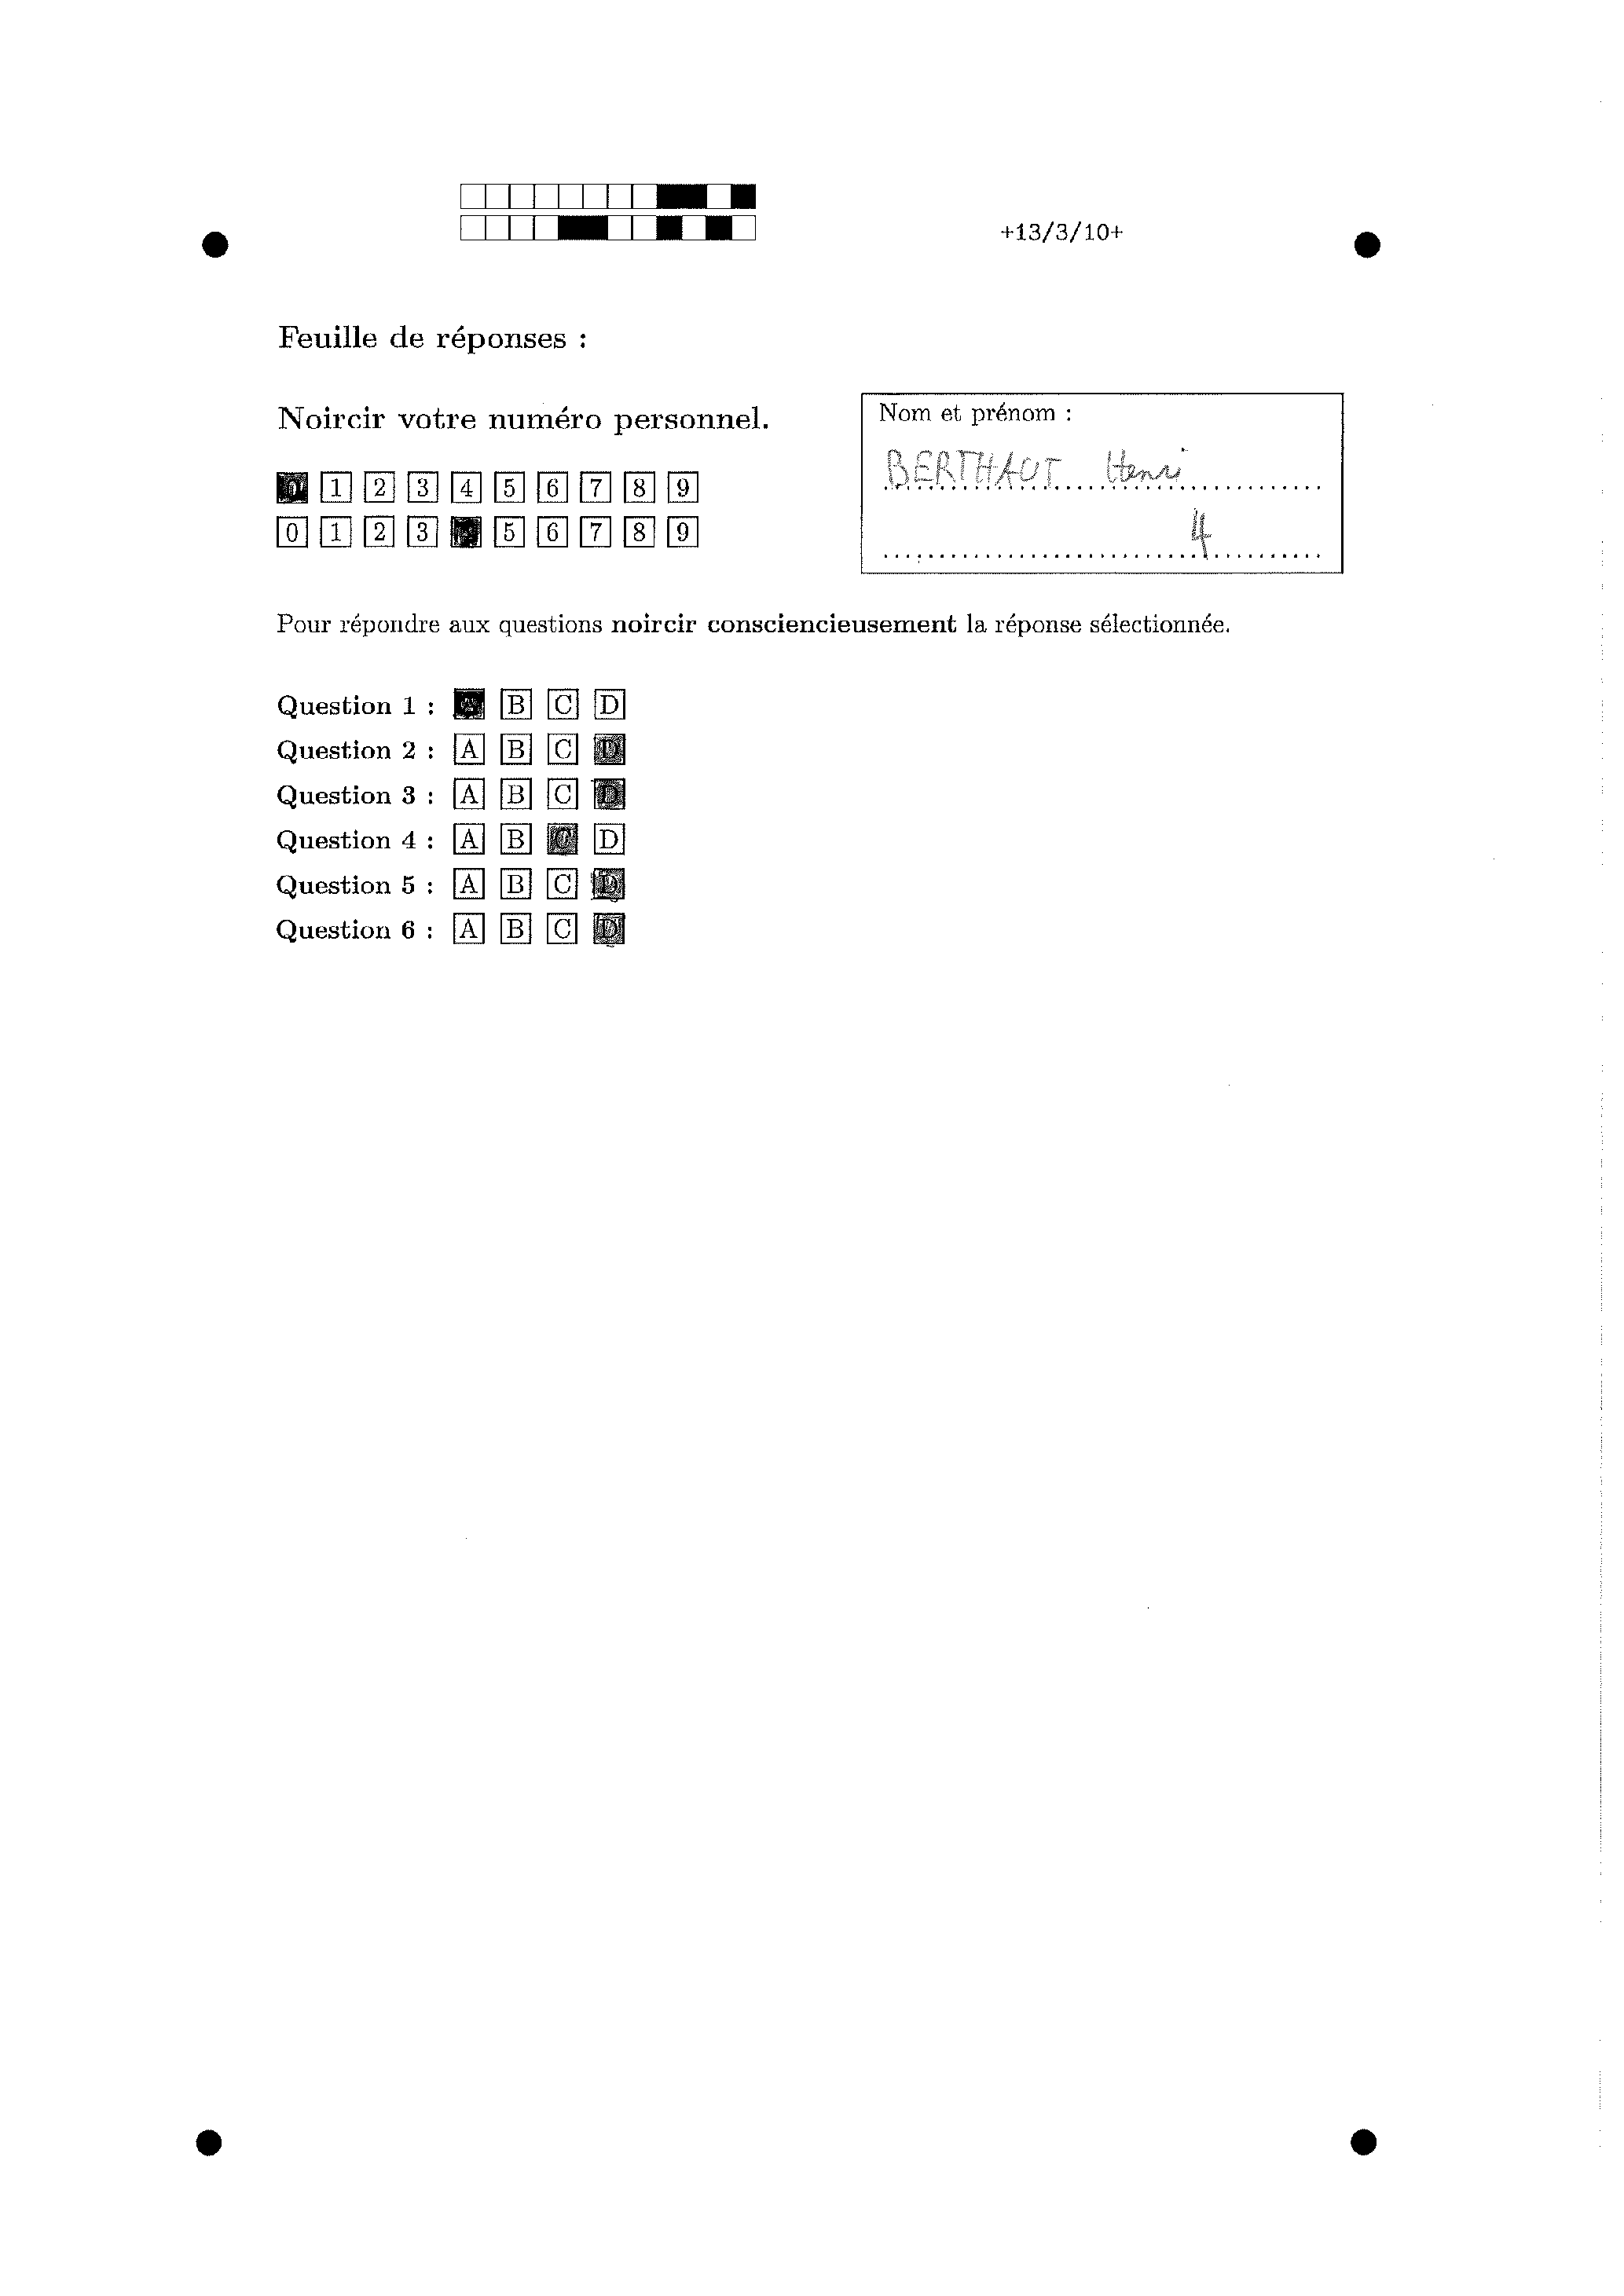 +13/3/10+
Feuille de réponses :
Noircir votre numéro personnel.
Nom et prénom :
BERTHAUT Henri
4
0 1 2 3 4 5 6 7 8 9
0 1 2 3 4 5 6 7 8 9
Pour répondre aux questions noircir consciencieusement la réponse sélectionnée.
Question 1 : A B C D
Question 2 : A B C D
Question 3 : A B C D
Question 4 : A B C D
Question 5 : A B C D
Question 6 : A B C D